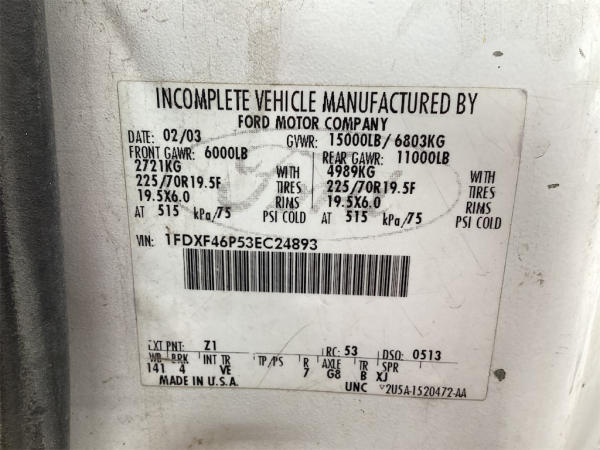 INCOMPLETE VEHICLE MANUFACTURED BY
FORD MOTOR COMPANY
DATE: 02/03 GVWR: 15000LB/6803KG
FRONT GAWR: 6000LB REAR GAWR: 11000LB
2721KG WITH 4989KG WITH
225/70R19.5F TIRES 225/70R19.5F TIRES
19.5X6.0 RIMS 19.5X6.0 RIMS
AT 515 kPa/75 PSI COLD AT 515 kPa/75 PSI COLD
VIN: 1FDXF46P53EC24893
EXT PNT: Z1 RC: 53 DSO: 0513
WB BRK INT TR TP/PS R AXLE TR SPR
141 4 VE 7 G8 B XJ
MADE IN U.S.A. UNC V2U5A-1520472-AA